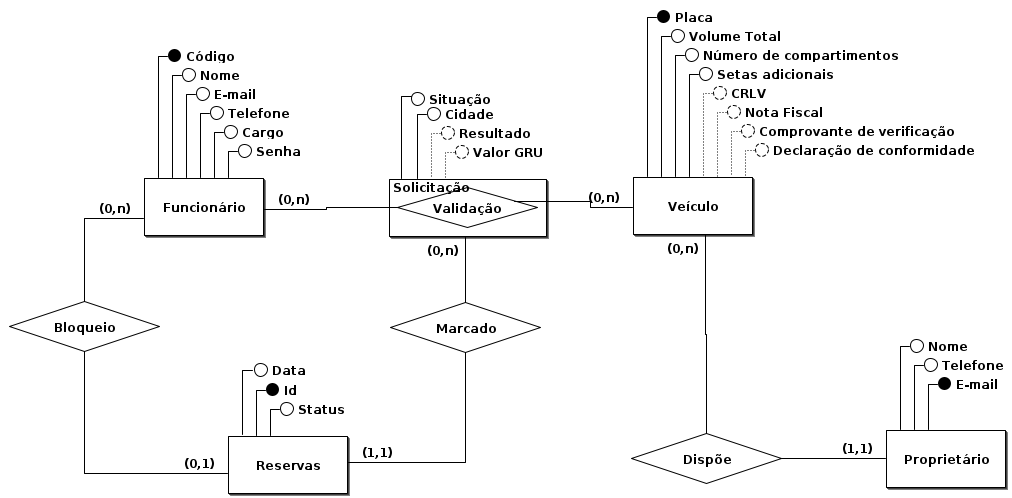 Código
Nome
E-mail
Telefone
Cargo
Senha
Funcionário
(0,n)
(0,n)
Situação
Cidade
Resultado
Valor GRU
Solicitação
Validação
(0,n)
(0,n)
Placa
Volume Total
Número de compartimentos
Setas adicionais
CRLV
Nota Fiscal
Comprovante de verificação
Declaração de conformidade
Veículo
(0,n)
Bloqueio
Marcado
Data
Id
Status
Reservas
(0,1)
(1,1)
Dispõe
(1,1)
Nome
Telefone
E-mail
Proprietário